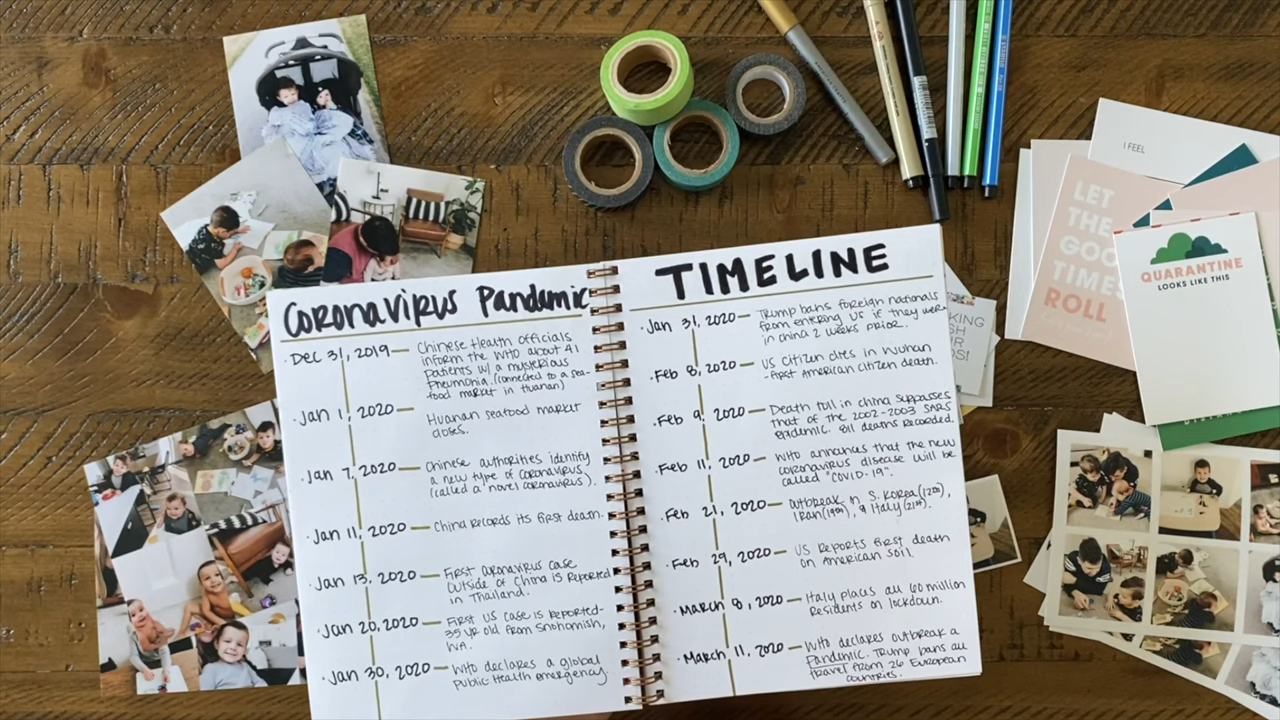 Coronavirus Pandemic
Dec 31, 2019 — Chinese Health Officials
inform the WHO about 41
patients w/ a mysterious
pneumonia. (connected to a sea-
food market in Huanan)
Jan 1, 2020 — Huanan seafood market
closes.
Jan 7, 2020 — Chinese authorities identify
a new type of coronavirus,
(called a novel coronavirus).
Jan 11, 2020 — China records its first death.
Jan 13, 2020 — First coronavirus case
outside of China is reported
in Thailand.
Jan 20, 2020 — First US case is reported-
35 yr old from Snohomish,
WA.
Jan 30, 2020 — WHO declares a global
public-health emergency.
TIMELINE
Jan 31, 2020 — Trump bans foreign nationals
from entering US if they were
in china 2 weeks prior.
Feb 8, 2020 — US citizen dies in Wuhan
-first American citizen death.
Feb 9, 2020 — Death toll in china surpasses
that of the 2002-2003 SARS
epidemic. 811 deaths recorded.
Feb 11, 2020 — WHO announces that the new
coronavirus disease will be
called "COVID-19".
Feb 21, 2020 — outbreak in S. Korea (12th),
Iran (19th), & Italy (21st).
Feb 29, 2020 — US reports first death
on American soil.
March 8, 2020 — Italy places all 60 million
residents on lockdown.
March 11, 2020 — WHO declares outbreak a
Pandemic. Trump bans all
travel from 26 European
countries.
I FEEL
LET
THE
GOO
TIMES
ROLL
QUARANTINE
LOOKS LIKE THIS